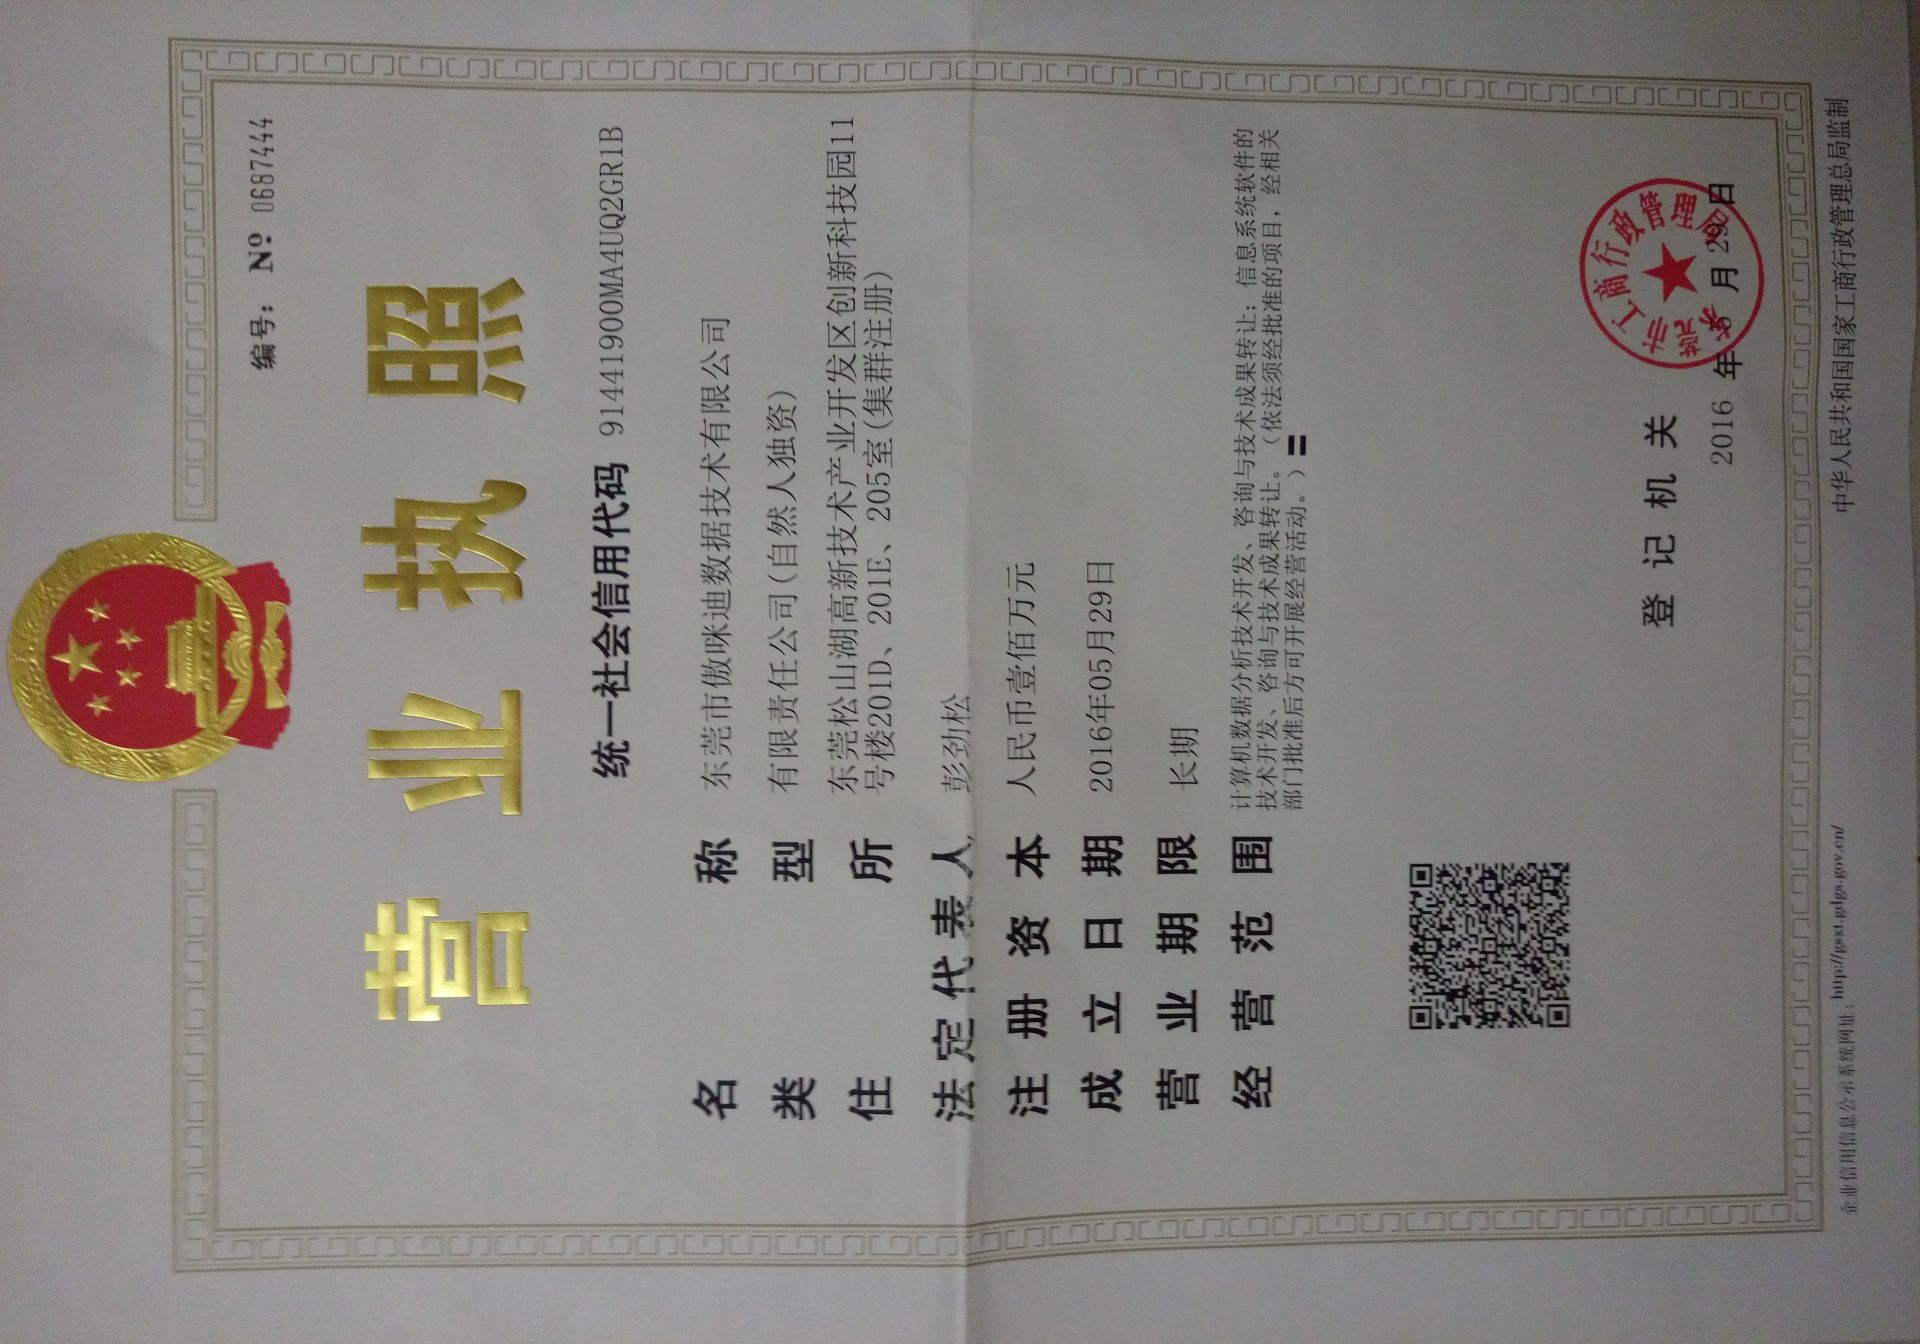 编号: № 0687444
营业执照
统一社会信用代码 91441900MA4UQ2GR1B
名称 东莞市傲咪迪数据技术有限公司
类型 有限责任公司(自然人独资)
住所 东莞松山湖高新技术产业开发区创新科技园11
号楼201D、201E、205室(集群注册)
法定代表人 彭劲松
注册资本 人民币壹佰万元
成立日期 2016年05月29日
营业期限 长期
经营范围 计算机数据分析技术开发、咨询与技术成果转让；信息系统软件的
技术开发、咨询与技术成果转让。（依法须经批准的项目，经相关
部门批准后方可开展经营活动。）
登记机关
市工商行政管理
2016 年 月 29 日
企业信用信息公示系统网址: http://gsxt.gdgs.gov.cn/
中华人民共和国国家工商行政管理总局监制